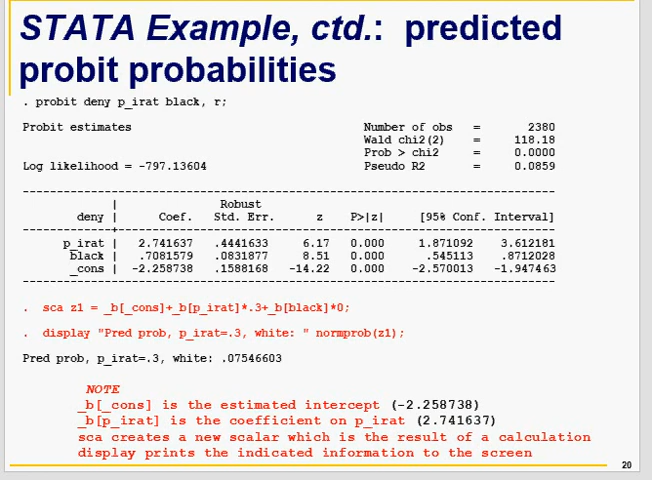 STATA Example, ctd.: predicted
probit probabilities
. probit deny p_irat black, r;
Probit estimates Number of obs = 2380
Wald chi2(2) = 118.18
Prob > chi2 = 0.0000
Log likelihood = -797.13604 Pseudo R2 = 0.0859
------------------------------------------------------------------------------
| Robust
deny | Coef. Std. Err. z P>|z| [95% Conf. Interval]
-------------+----------------------------------------------------------------
p_irat | 2.741637 .4441633 6.17 0.000 1.871092 3.612181
black | .7081579 .0831877 8.51 0.000 .545113 .8712028
_cons | -2.258738 .1588168 -14.22 0.000 -2.570013 -1.947463
------------------------------------------------------------------------------
. sca z1 = _b[_cons]+_b[p_irat]*.3+_b[black]*0;
. display "Pred prob, p_irat=.3, white: " normprob(z1);
Pred prob, p_irat=.3, white: .07546603
NOTE
_b[_cons] is the estimated intercept (-2.258738)
_b[p_irat] is the coefficient on p_irat (2.741637)
sca creates a new scalar which is the result of a calculation
display prints the indicated information to the screen
20